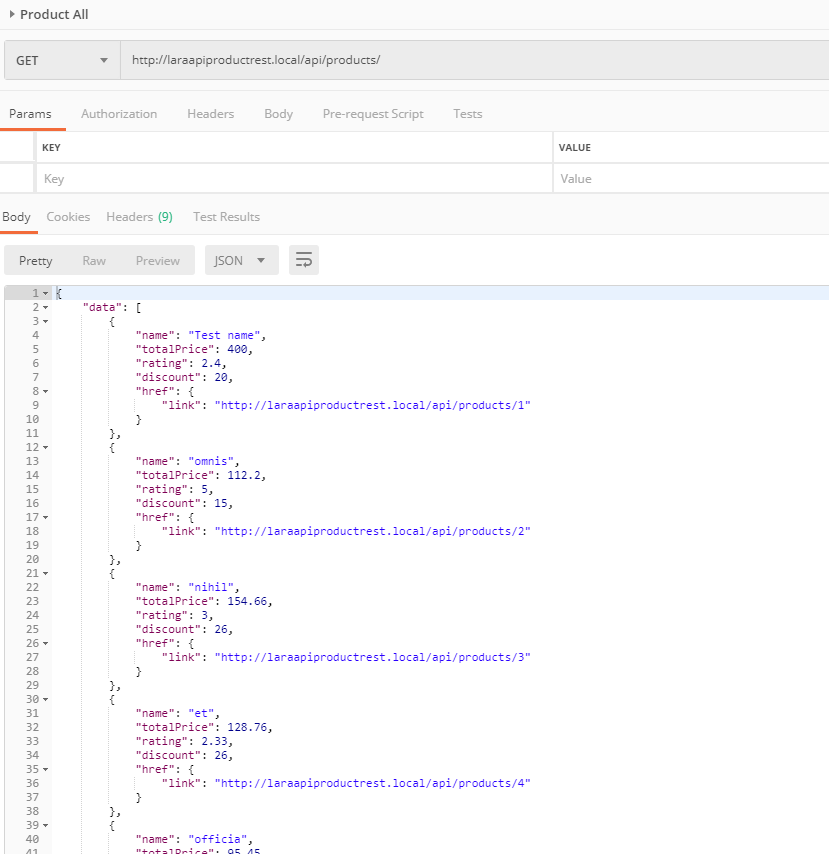 Product All
GET http://laraapiproductrest.local/api/products/
Params Authorization Headers Body Pre-request Script Tests
KEY VALUE
Key Value
Body Cookies Headers (9) Test Results
Pretty Raw Preview JSON
1 {
2 "data": [
3 {
4 "name": "Test name",
5 "totalPrice": 400,
6 "rating": 2.4,
7 "discount": 20,
8 "href": {
9 "link": "http://laraapiproductrest.local/api/products/1"
10 }
11 },
12 {
13 "name": "omnis",
14 "totalPrice": 112.2,
15 "rating": 5,
16 "discount": 15,
17 "href": {
18 "link": "http://laraapiproductrest.local/api/products/2"
19 }
20 },
21 {
22 "name": "nihil",
23 "totalPrice": 154.66,
24 "rating": 3,
25 "discount": 26,
26 "href": {
27 "link": "http://laraapiproductrest.local/api/products/3"
28 }
29 },
30 {
31 "name": "et",
32 "totalPrice": 128.76,
33 "rating": 2.33,
34 "discount": 26,
35 "href": {
36 "link": "http://laraapiproductrest.local/api/products/4"
37 }
38 },
39 {
40 "name": "officia",
41 "totalPrice": 95.45,